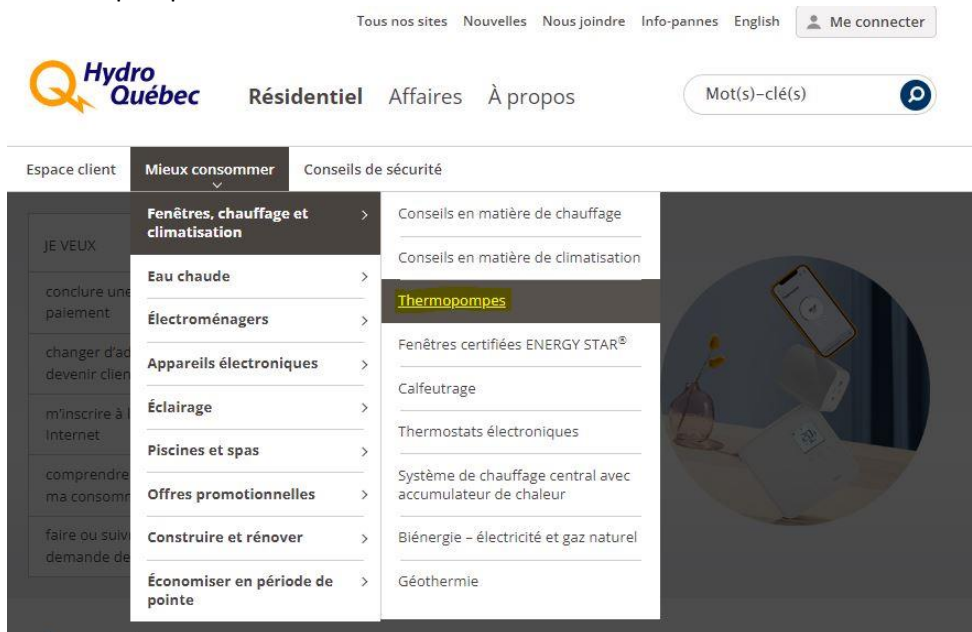 Tous nos sites Nouvelles Nous joindre Info-pannes English Me connecter
Hydro
Québec
Résidentiel Affaires À propos
Mot(s)-clé(s)
Espace client Mieux consommer Conseils de sécurité
JE VEUX
conclure une
paiement
changer d'ad
devenir clien
m'inscrire à l
Internet
comprendre
ma consomm
faire ou suivr
demande de
Fenêtres, chauffage et
climatisation
Eau chaude
Électroménagers
Appareils électroniques
Éclairage
Piscines et spas
Offres promotionnelles
Construire et rénover
Économiser en période de
pointe
Conseils en matière de chauffage
Conseils en matière de climatisation
Thermopompes
Fenêtres certifiées ENERGY STAR®
Calfeutrage
Thermostats électroniques
Système de chauffage central avec
accumulateur de chaleur
Biénergie – électricité et gaz naturel
Géothermie